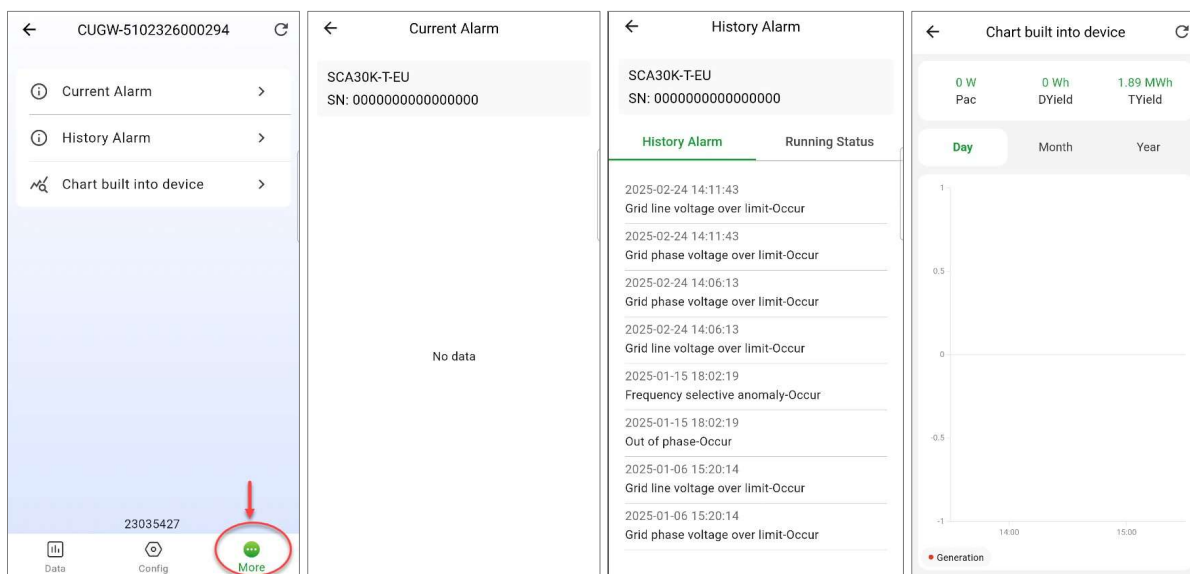 CUGW-5102326000294
Current Alarm
History Alarm
Chart built into device
23035427
Data
Config
More
Current Alarm
SCA30K-T-EU
SN: 0000000000000000
No data
History Alarm
SCA30K-T-EU
SN: 0000000000000000
History Alarm Running Status
2025-02-24 14:11:43
Grid line voltage over limit-Occur
2025-02-24 14:11:43
Grid phase voltage over limit-Occur
2025-02-24 14:06:13
Grid phase voltage over limit-Occur
2025-02-24 14:06:13
Grid line voltage over limit-Occur
2025-01-15 18:02:19
Frequency selective anomaly-Occur
2025-01-15 18:02:19
Out of phase-Occur
2025-01-06 15:20:14
Grid line voltage over limit-Occur
2025-01-06 15:20:14
Grid phase voltage over limit-Occur
Chart built into device
0 W 0 Wh 1.89 MWh
Pac DYield TYield
Day Month Year
1
0.5
0
-0.5
-1
14:00 15:00
Generation